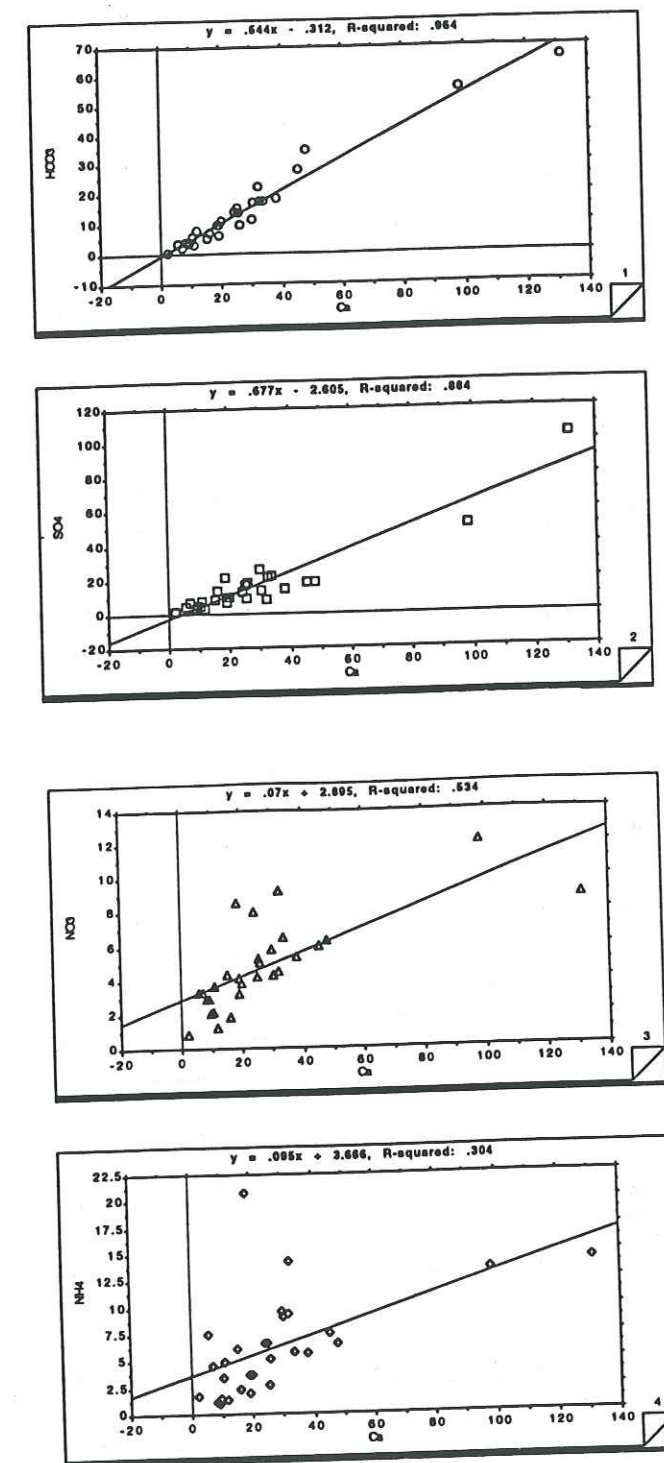 y = .544x - .312, R-squared: .964
70
60
50
40
30
20
10
0
-10
HCO3
-20 0 20 40 60 80 100 120 140
Ca
1
y = .677x - 2.605, R-squared: .884
120
100
80
60
40
20
0
-20
SO4
-20 0 20 40 60 80 100 120 140
Ca
2
y = .07x + 2.895, R-squared: .534
14
12
10
8
6
4
2
0
NO3
-20 0 20 40 60 80 100 120 140
Ca
3
y = .095x + 3.666, R-squared: .304
22.5
20
17.5
15
12.5
10
7.5
5
2.5
0
NH4
-20 0 20 40 60 80 100 120 140
Ca
4